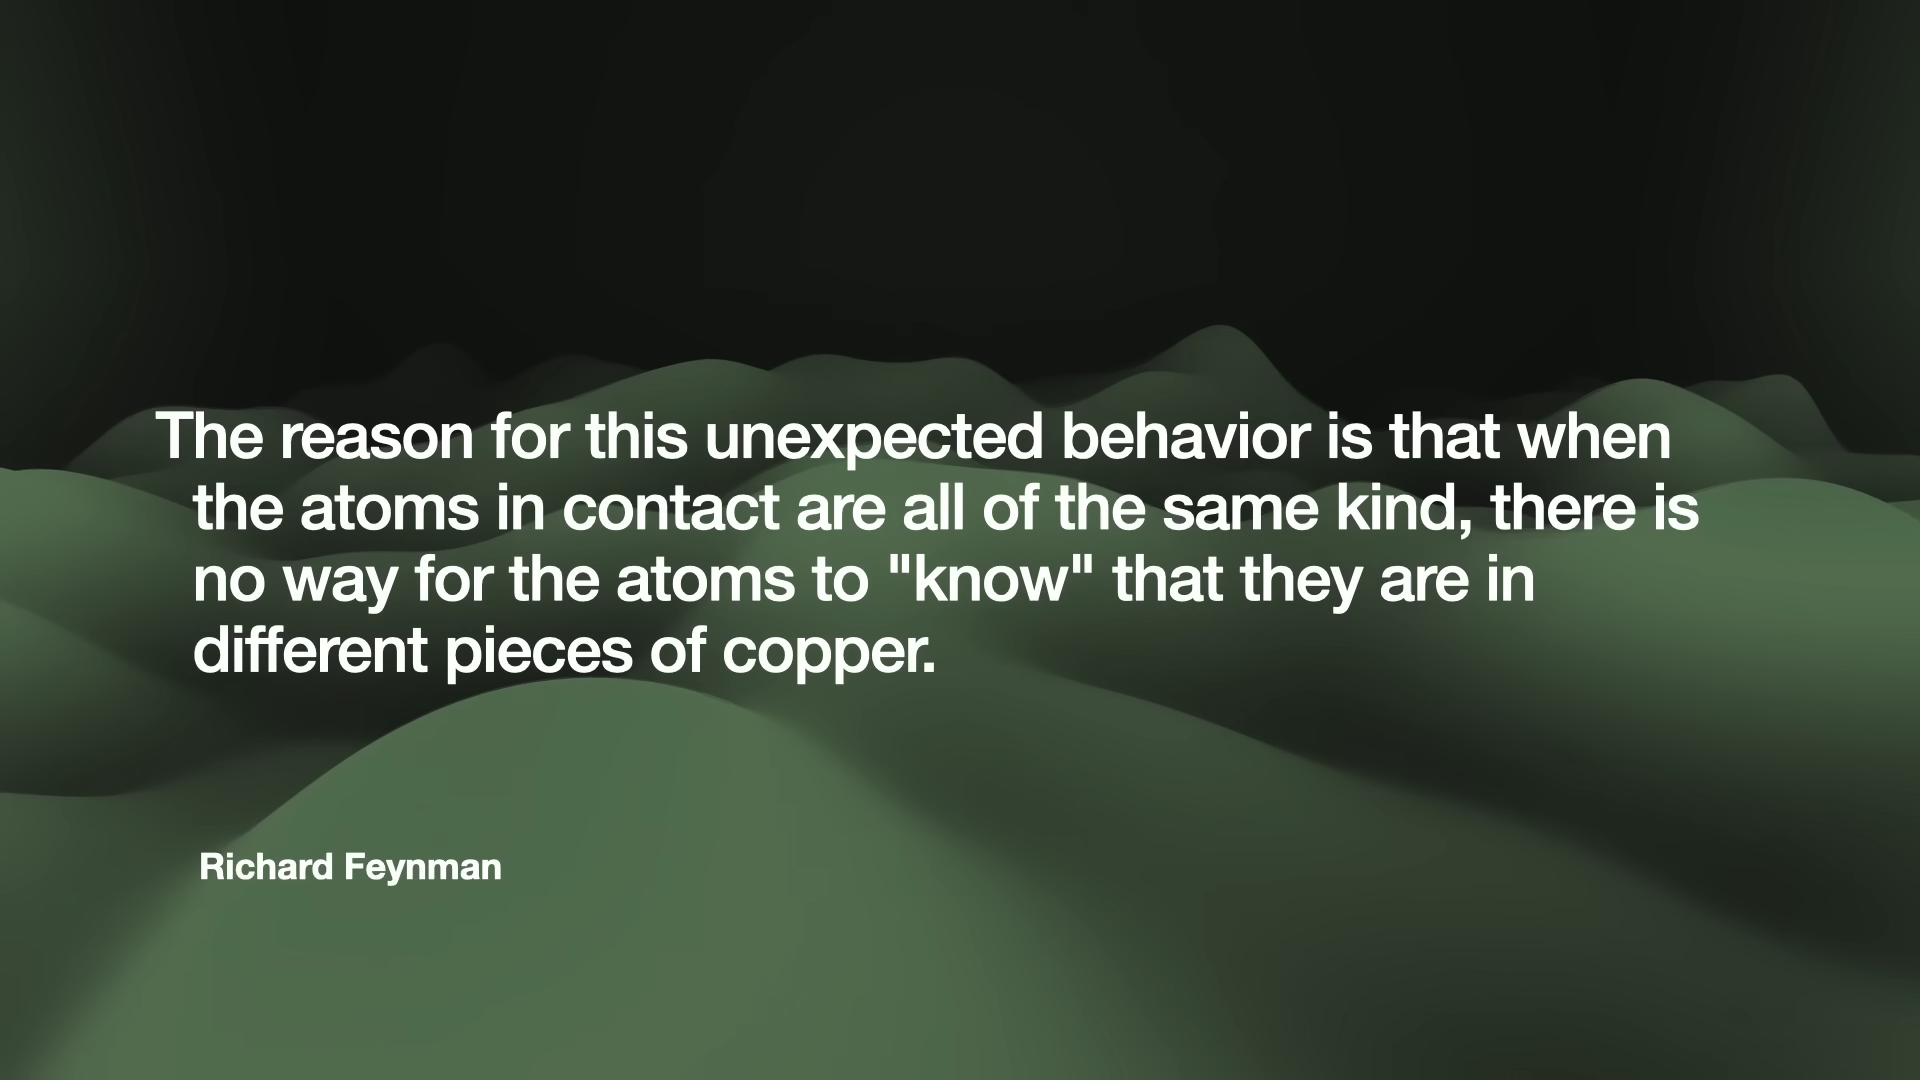 The reason for this unexpected behavior is that when
the atoms in contact are all of the same kind, there is
no way for the atoms to "know" that they are in
different pieces of copper.
Richard Feynman